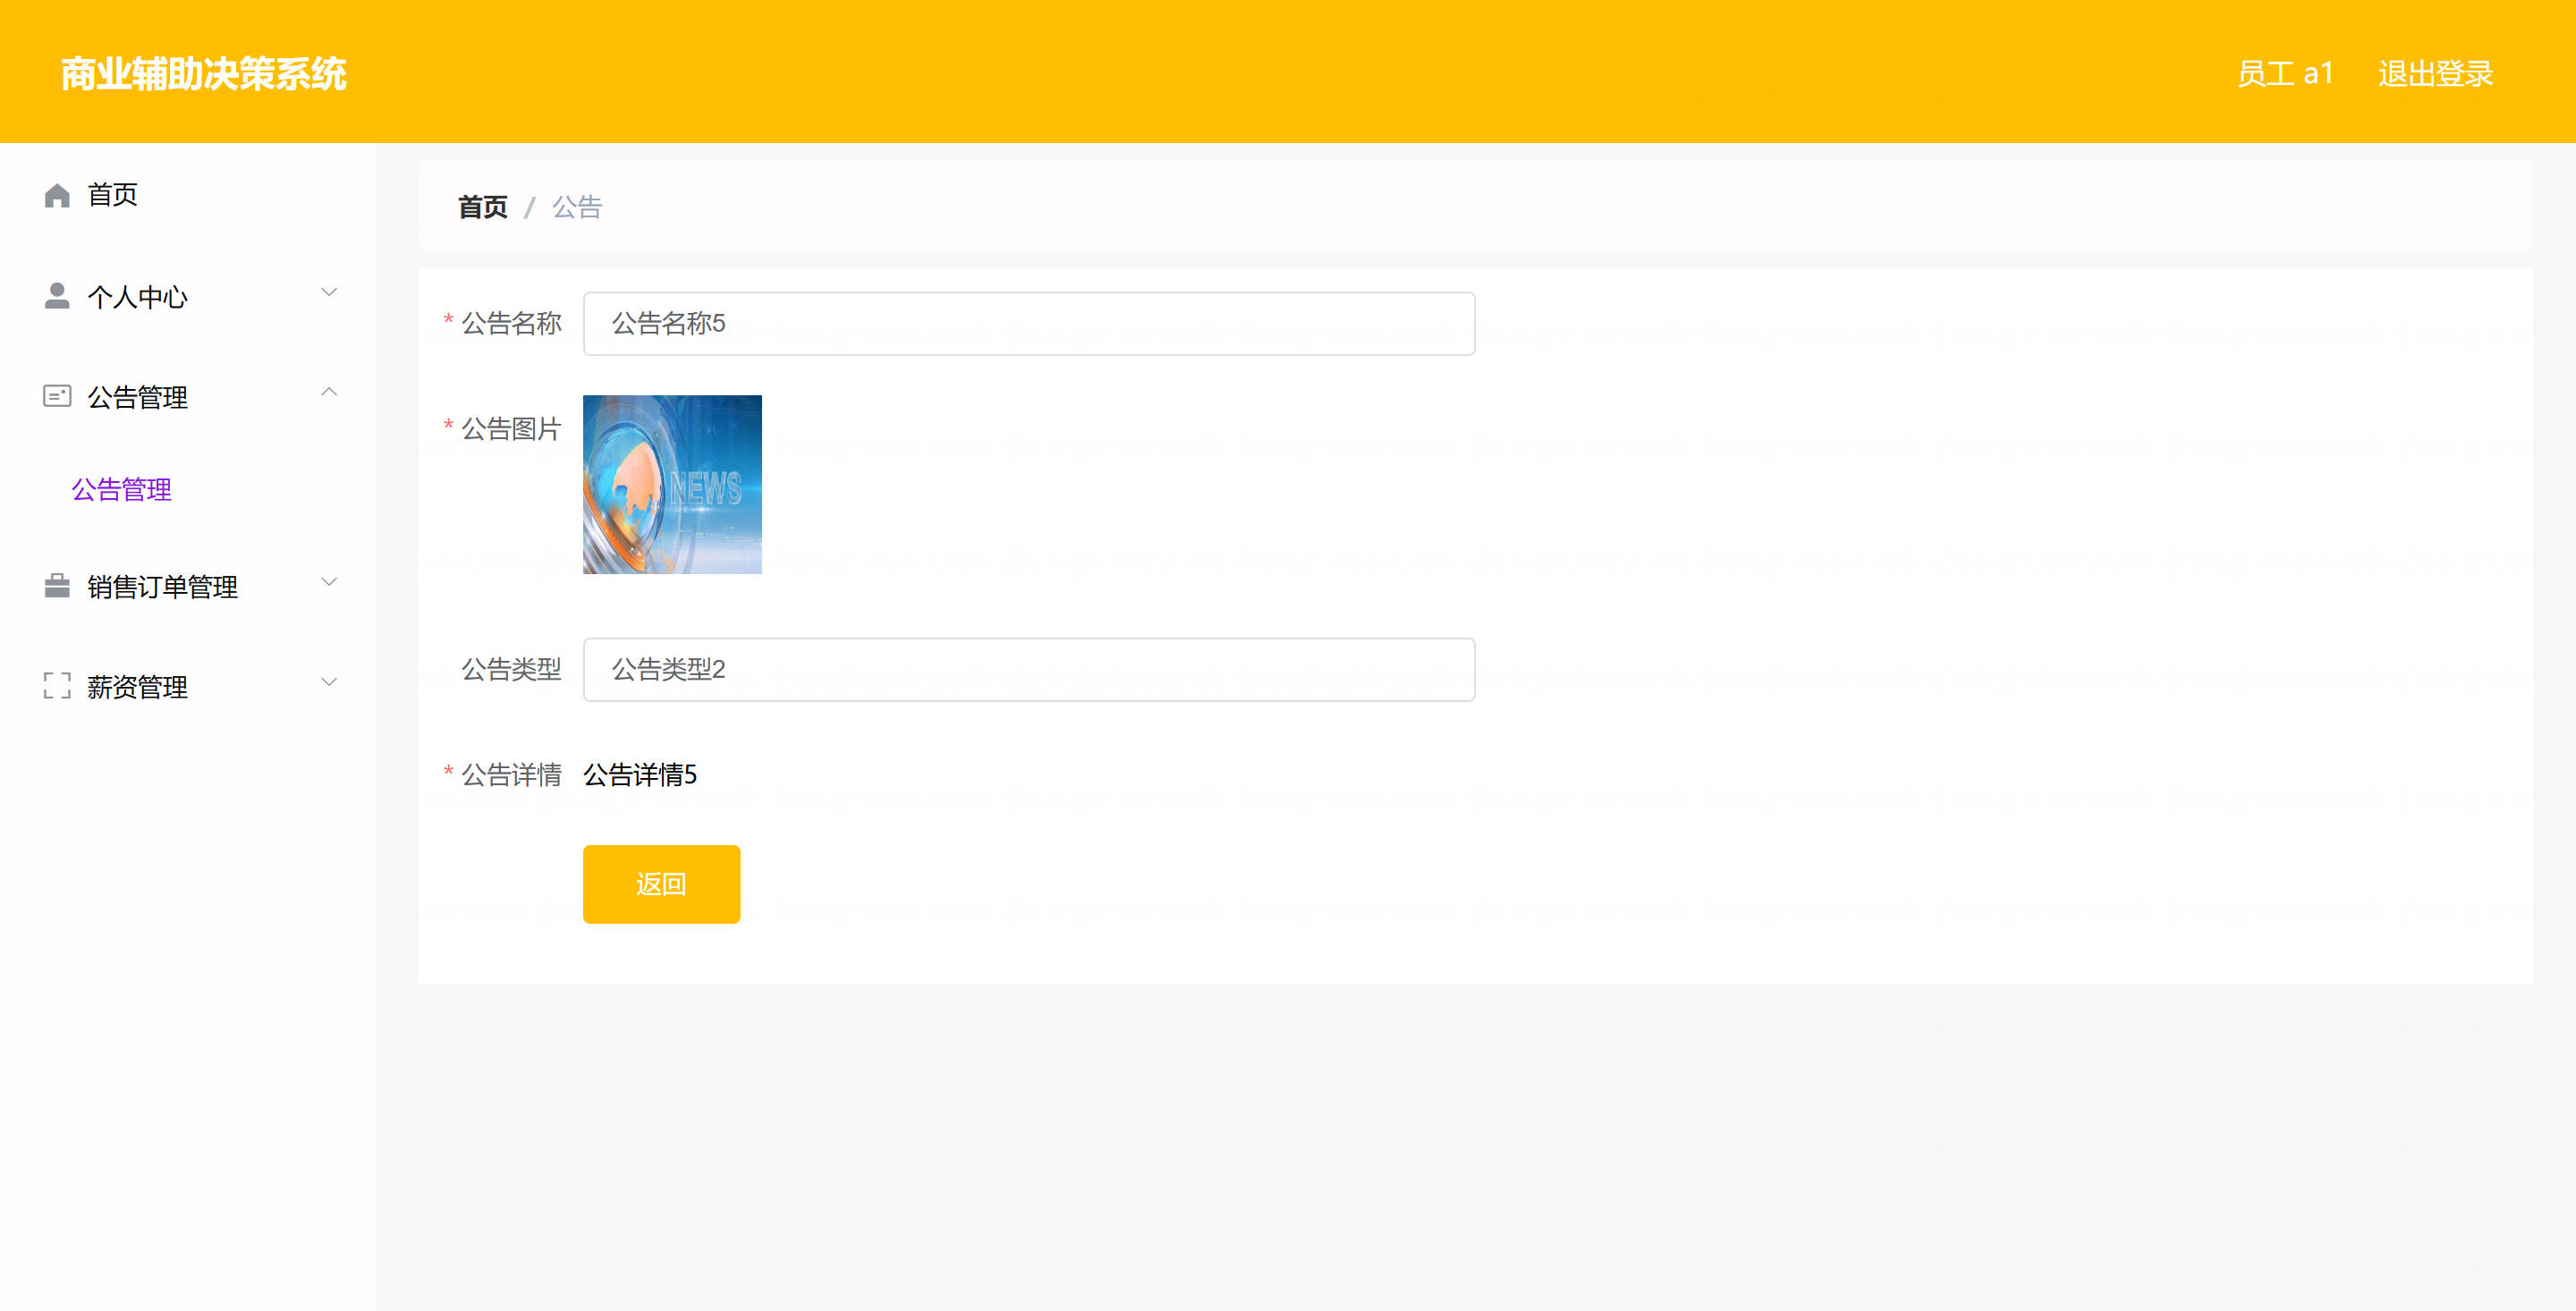 商业辅助决策系统
员工 a1
退出登录
首页
个人中心
公告管理
公告管理
销售订单管理
薪资管理
首页 / 公告
* 公告名称 公告名称5
* 公告图片
NEWS
公告类型 公告类型2
* 公告详情 公告详情5
返回